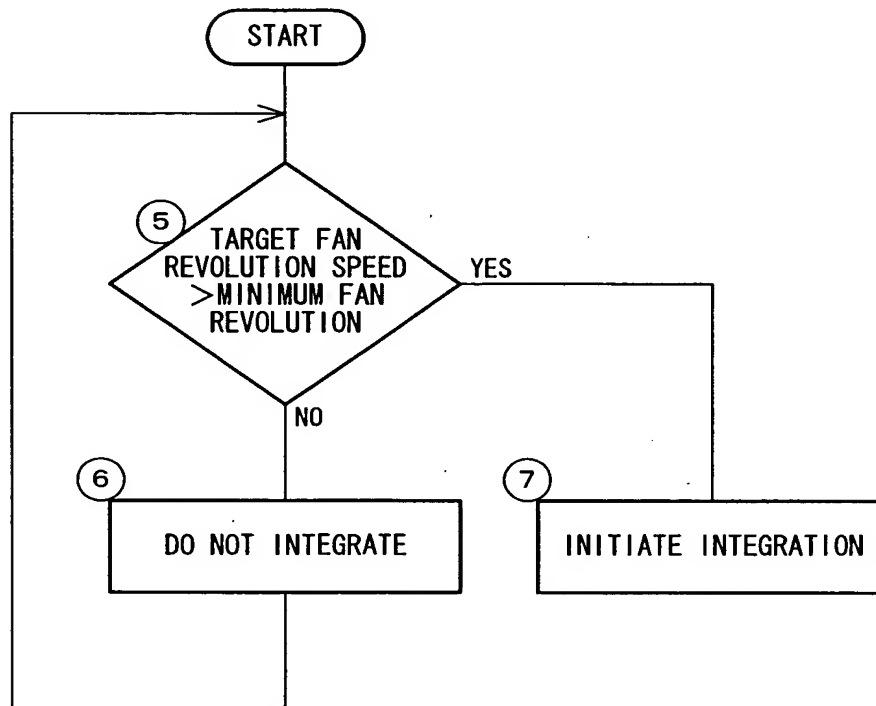 START
5
TARGET FAN
REVOLUTION SPEED
>MINIMUM FAN
REVOLUTION
YES
NO
6
7
DO NOT INTEGRATE
INITIATE INTEGRATION